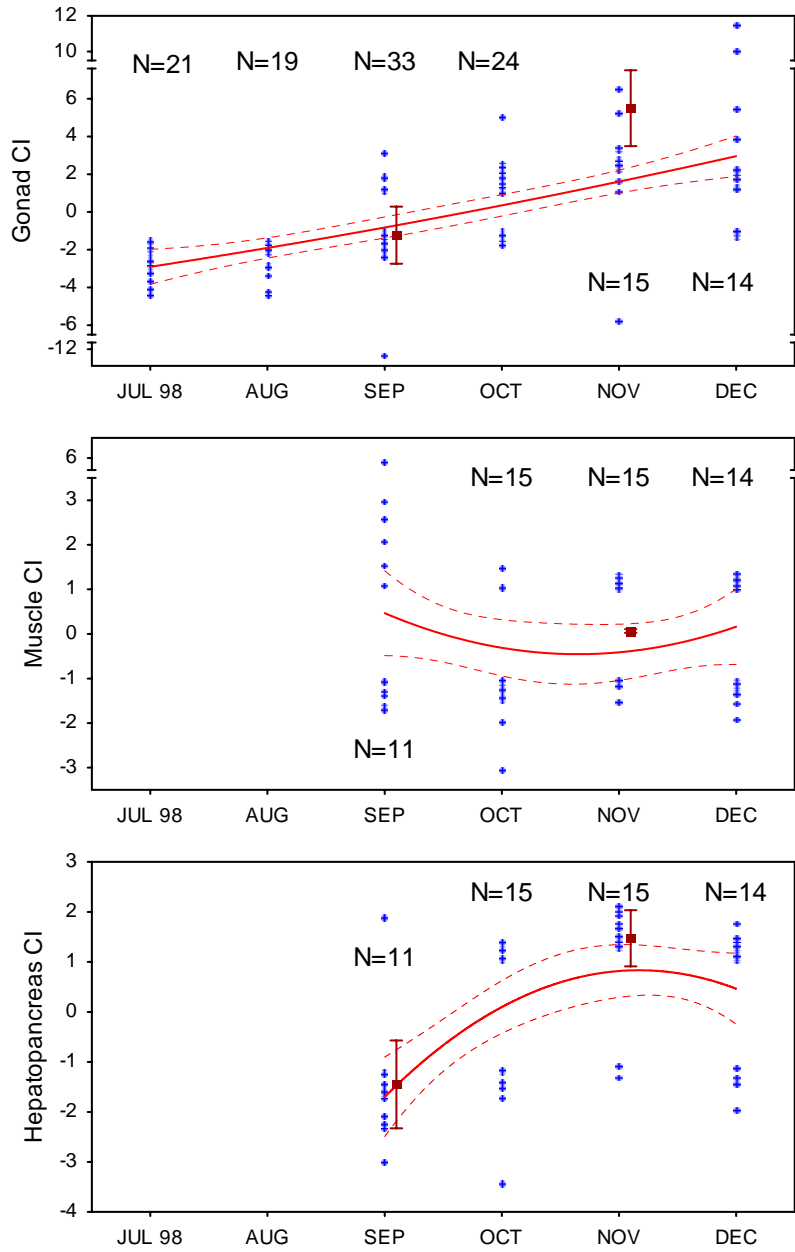 12
10
N=21 N=19 N=33 N=24
6
4
2
0
-2
-4
N=15 N=14
-6
-12
Gonad CI
JUL 98 AUG SEP OCT NOV DEC
6
N=15 N=15 N=14
3
2
1
0
-1
-2
N=11
-3
Muscle CI
JUL 98 AUG SEP OCT NOV DEC
3
N=15 N=15 N=14
2
N=11
1
0
-1
-2
-3
-4
Hepatopancreas CI
JUL 98 AUG SEP OCT NOV DEC